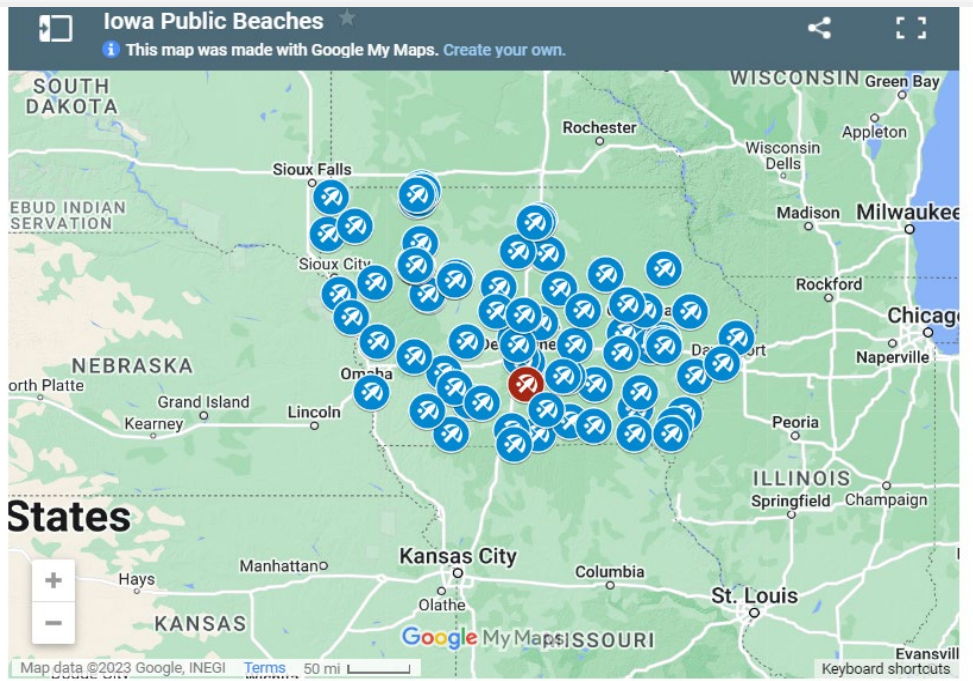 Iowa Public Beaches
This map was made with Google My Maps. Create your own.
SOUTH
DAKOTA
WISCONSIN
Green Bay
Rochester
Appleton
Wisconsin
Dells
Sioux Falls
EBUD INDIAN
SERVATION
Madison
Milwaukee
Sioux City
Rockford
Chicag
Naperville
NEBRASKA
Omaha
orth Platte
Grand Island
Kearney
Lincoln
Peoria
ILLINOIS
Springfield
Champaign
States
Kansas City
Manhattan
Hays
Columbia
St. Louis
Olathe
KANSAS
Google My Maps
MISSOURI
Evansvill
Map data ©2023 Google, INEGI
Terms
50 mi
Keyboard shortcuts